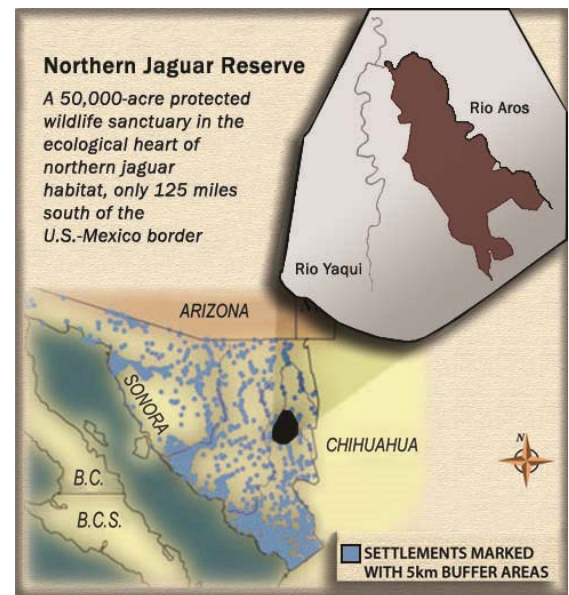 Northern Jaguar Reserve
A 50,000-acre protected
wildlife sanctuary in the
ecological heart of
northern jaguar
habitat, only 125 miles
south of the
U.S.-Mexico border
Rio Aros
Rio Yaqui
ARIZONA
SONORA
CHIHUAHUA
B.C.
B.C.S.
N
SETTLEMENTS MARKED
WITH 5km BUFFER AREAS